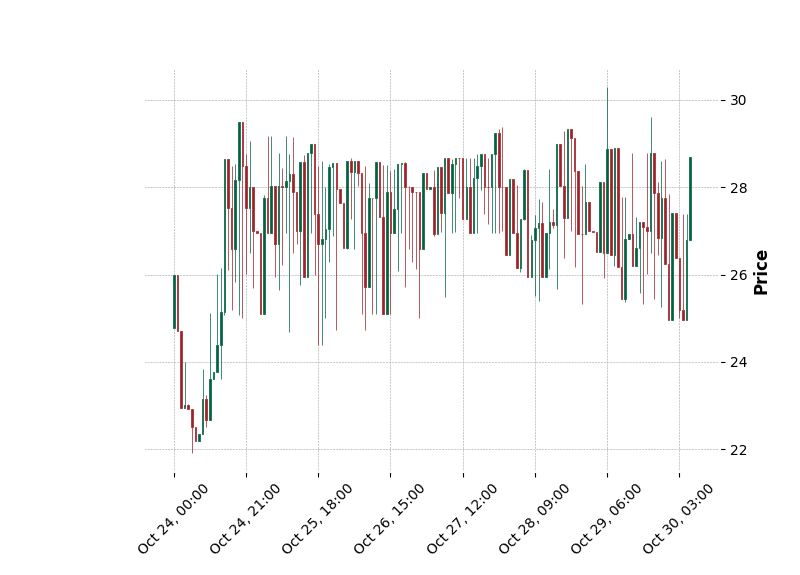 30
28
26
24
22
Price
Oct 24, 00:00
Oct 24, 21:00
Oct 25, 18:00
Oct 26, 15:00
Oct 27, 12:00
Oct 28, 09:00
Oct 29, 06:00
Oct 30, 03:00